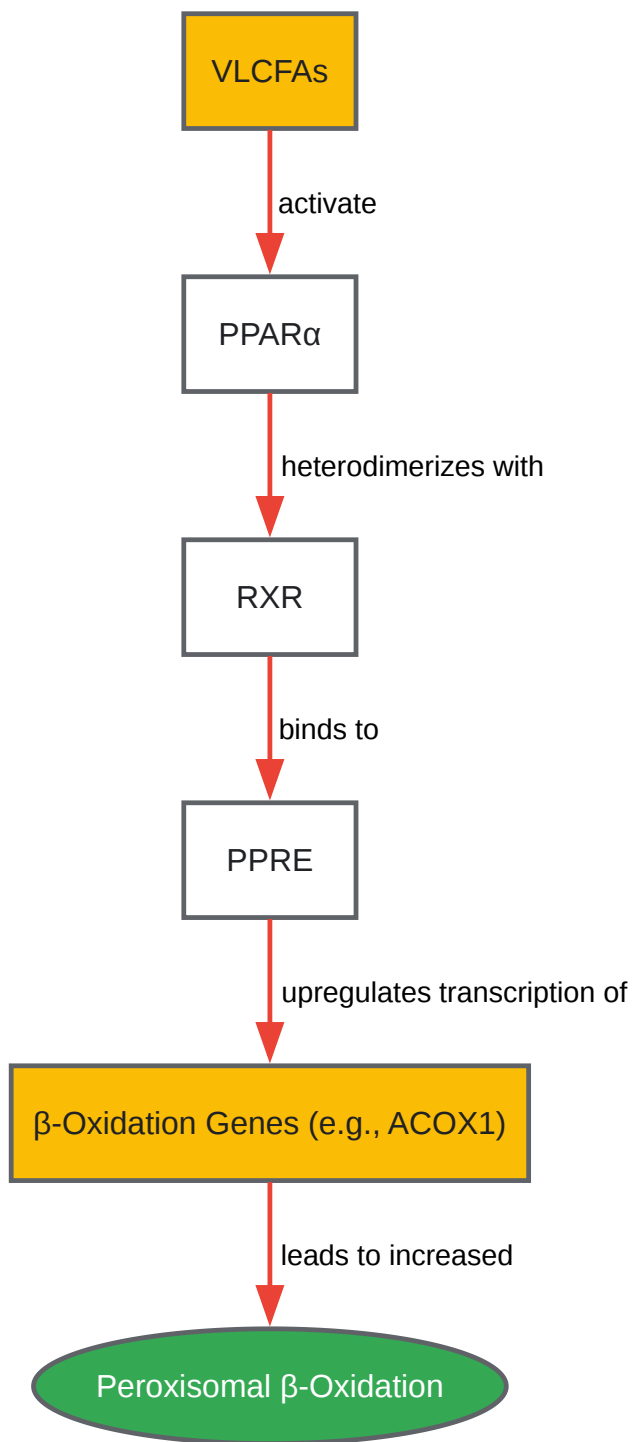 VLCFAs
activate
PPARα
heterodimerizes with
RXR
binds to
PPRE
upregulates transcription of
β-Oxidation Genes (e.g., ACOX1)
leads to increased
Peroxisomal β-Oxidation